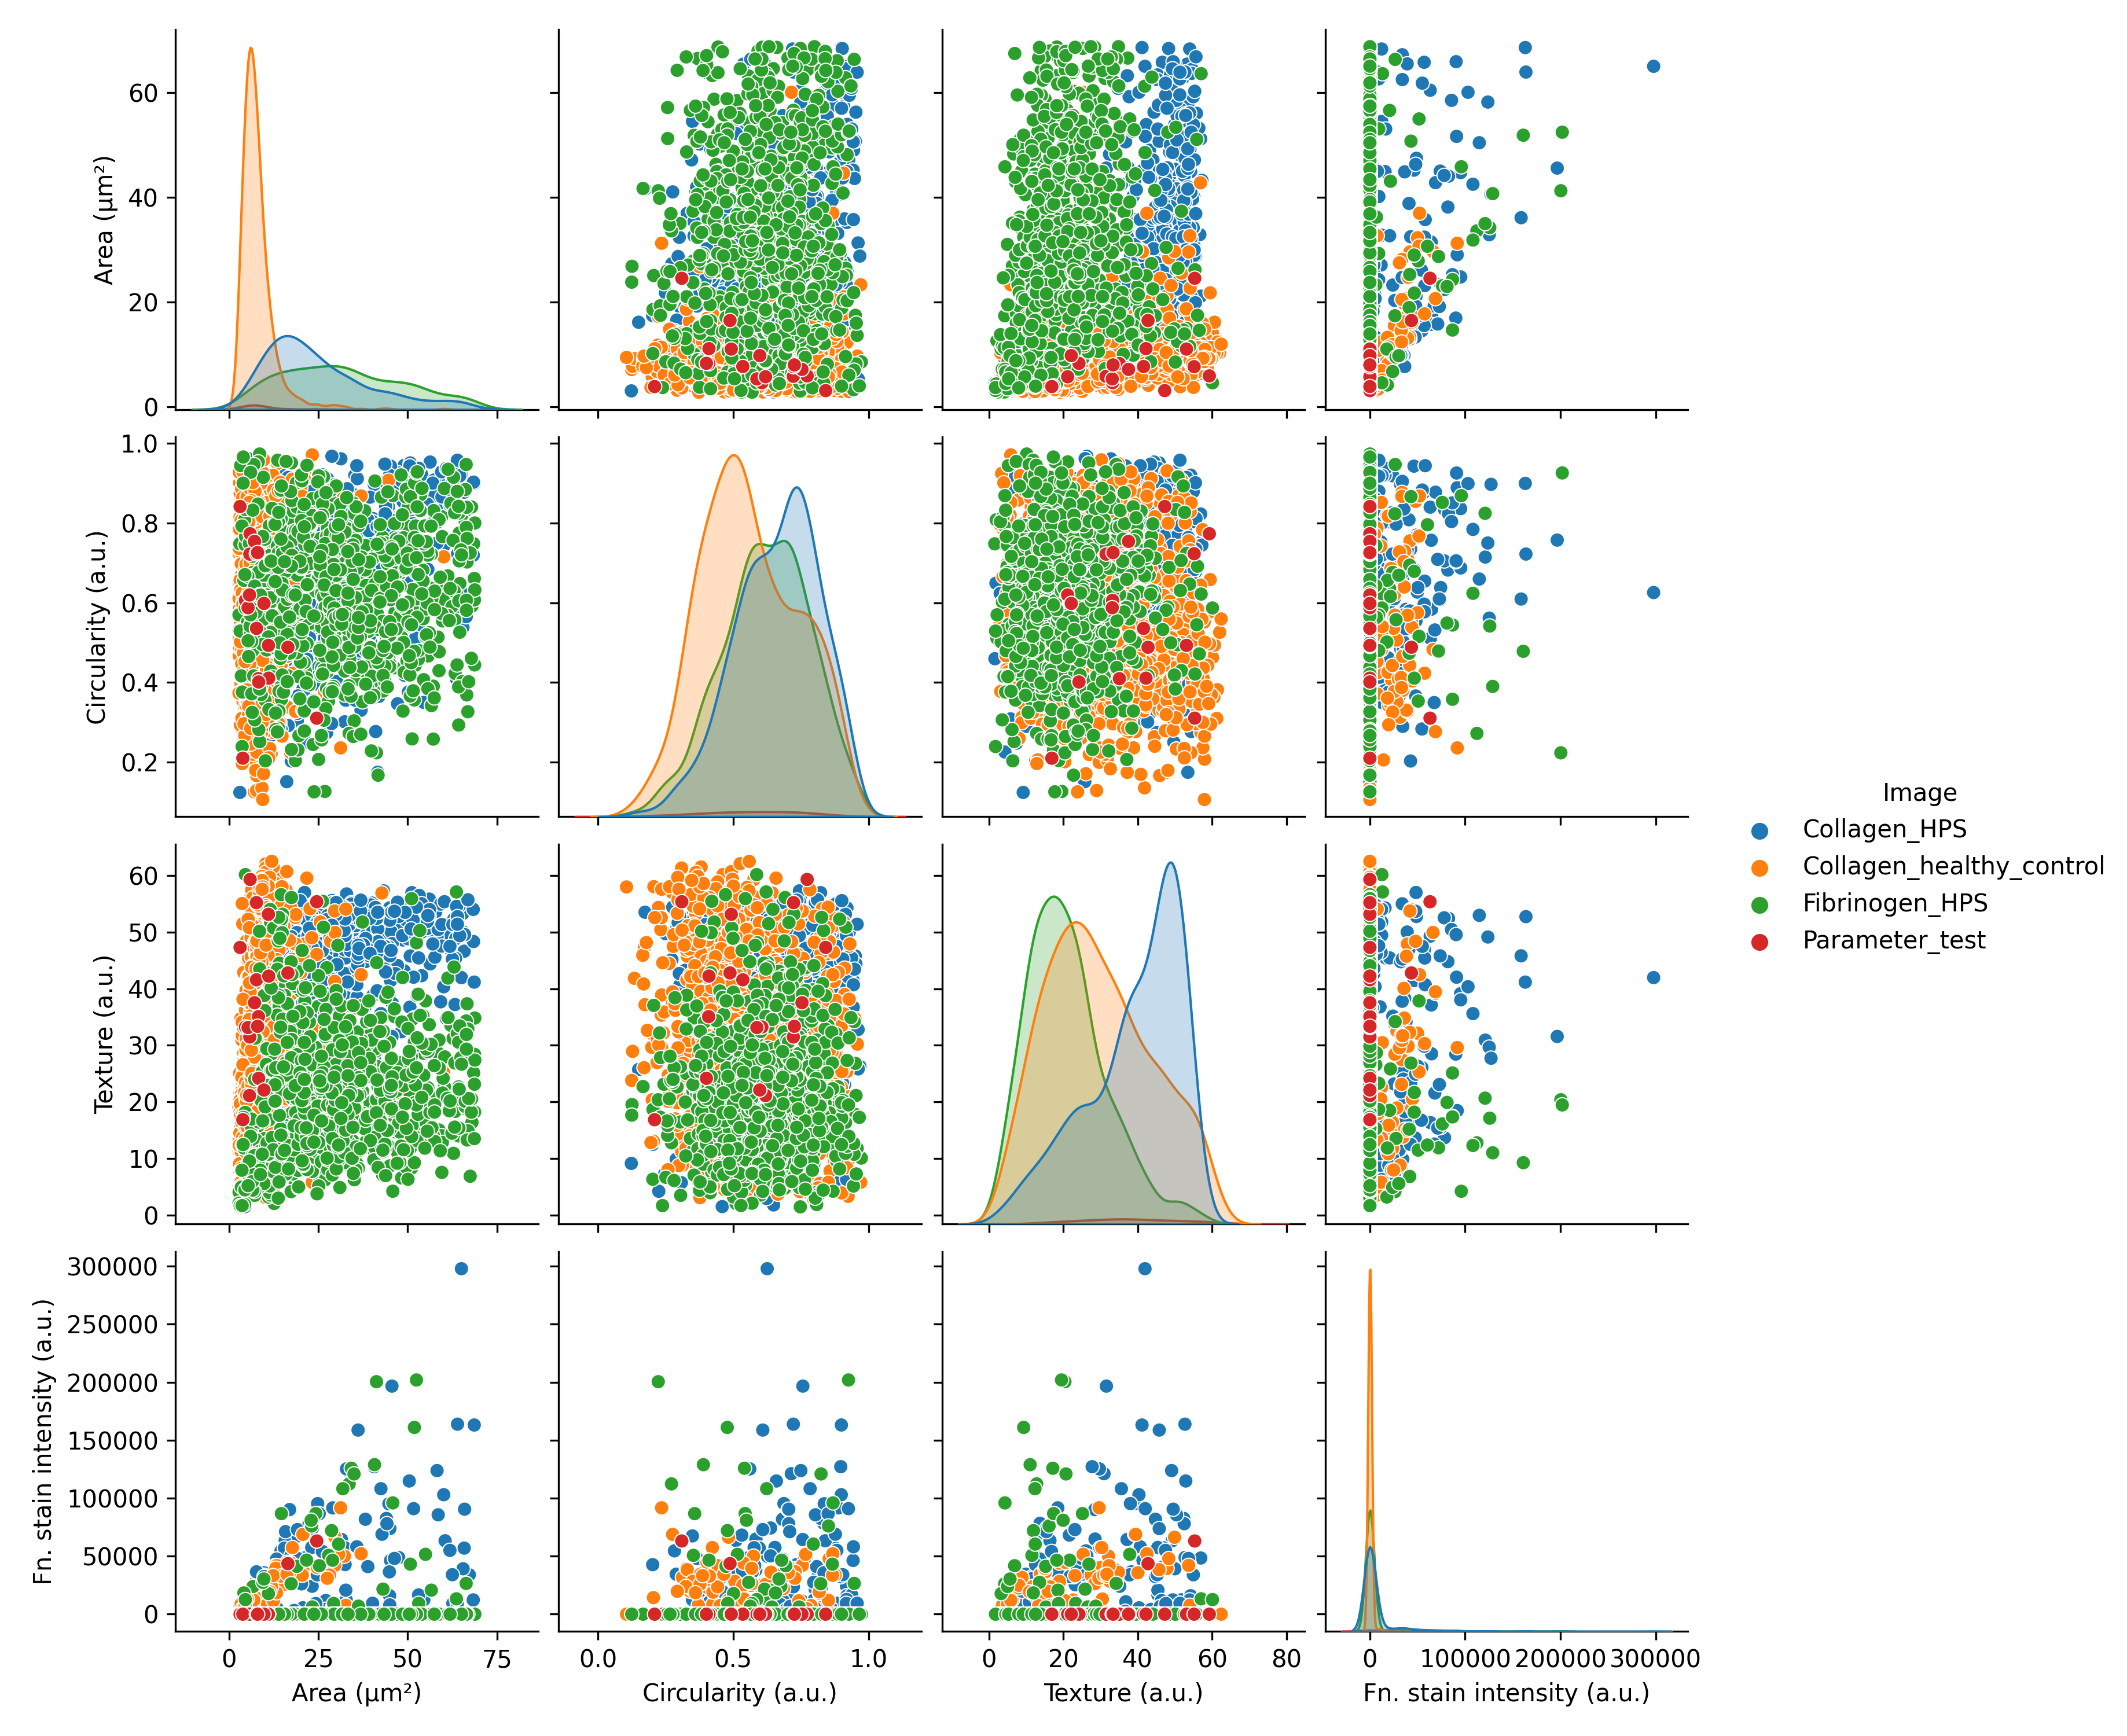 60
40
20
0
Area (µm²)
1.0
0.8
0.6
0.4
0.2
Circularity (a.u.)
Image
Collagen_HPS
Collagen_healthy_control
Fibrinogen_HPS
Parameter_test
60
50
40
30
20
10
0
Texture (a.u.)
300000
250000
200000
150000
100000
50000
0
Fn. stain intensity (a.u.)
0 25 50 75
0.0 0.5 1.0
0 20 40 60 80
0 100000 200000 300000
Area (µm²)
Circularity (a.u.)
Texture (a.u.)
Fn. stain intensity (a.u.)